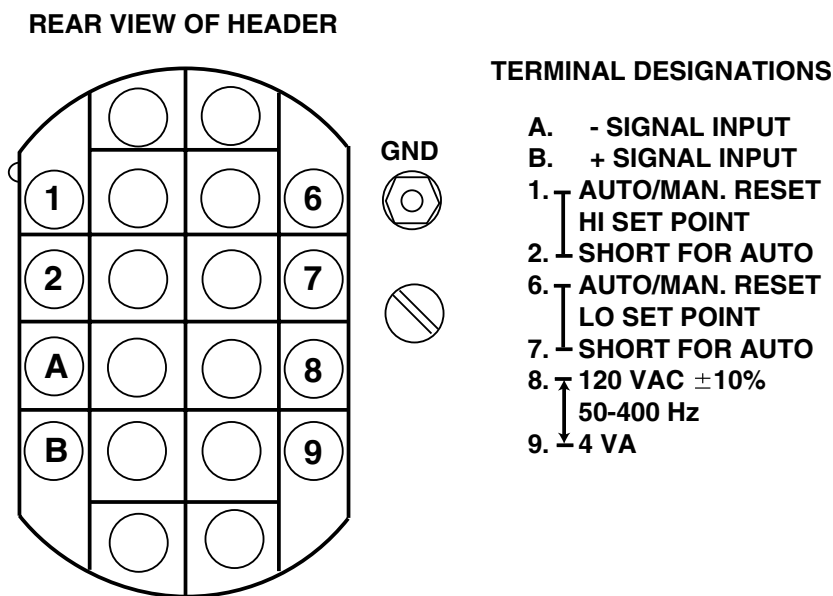 REAR VIEW OF HEADER
1
6
2
7
A
8
B
9
GND
TERMINAL DESIGNATIONS
A. - SIGNAL INPUT
B. + SIGNAL INPUT
1. AUTO/MAN. RESET
HI SET POINT
2. SHORT FOR AUTO
6. AUTO/MAN. RESET
LO SET POINT
7. SHORT FOR AUTO
8. 120 VAC ±10%
50-400 Hz
9. 4 VA